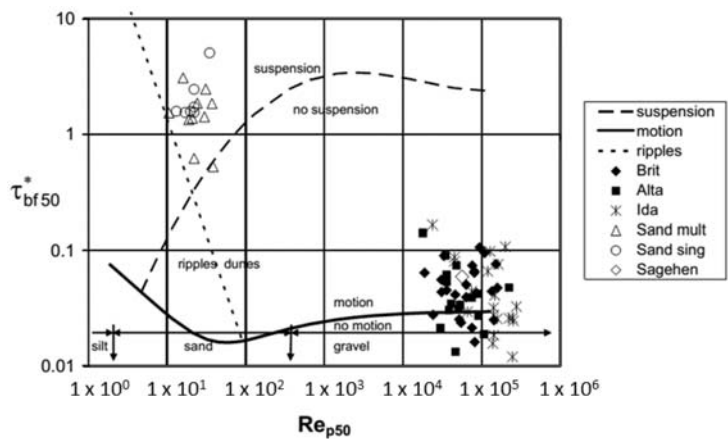 10
1
0.1
0.01
τ*bf 50
suspension
no suspension
ripples dunes
motion
no motion
silt
sand
gravel
1 x 10⁰
1 x 10¹
1 x 10²
1 x 10³
1 x 10⁴
1 x 10⁵
1 x 10⁶
Rep50
suspension
motion
ripples
Brit
Alta
Ida
Sand mult
Sand sing
Sagehen